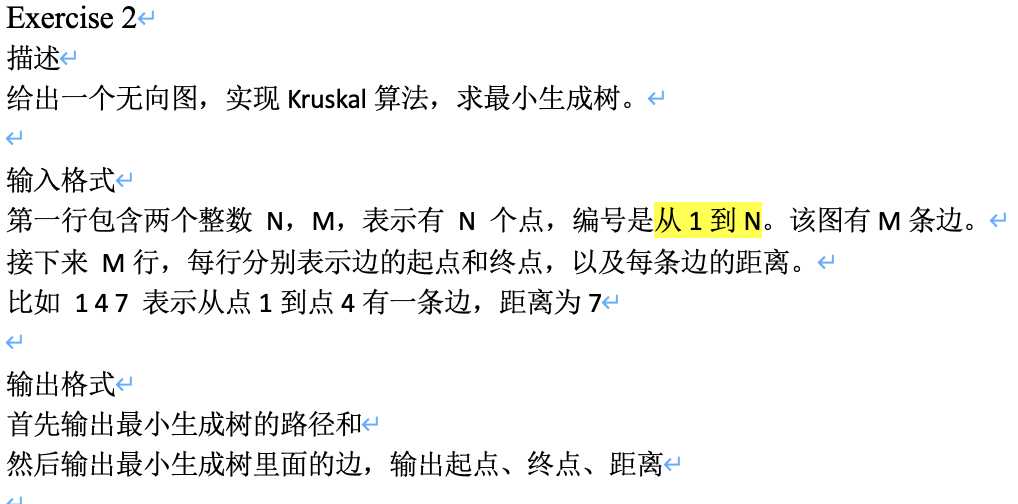 Exercise 2
描述
给出一个无向图，实现 Kruskal 算法，求最小生成树。
输入格式
第一行包含两个整数 N，M，表示有 N 个点，编号是从 1 到 N。该图有 M 条边。
接下来 M 行，每行分别表示边的起点和终点，以及每条边的距离。
比如 1 4 7 表示从点 1 到点 4 有一条边，距离为 7
输出格式
首先输出最小生成树的路径和
然后输出最小生成树里面的边，输出起点、终点、距离